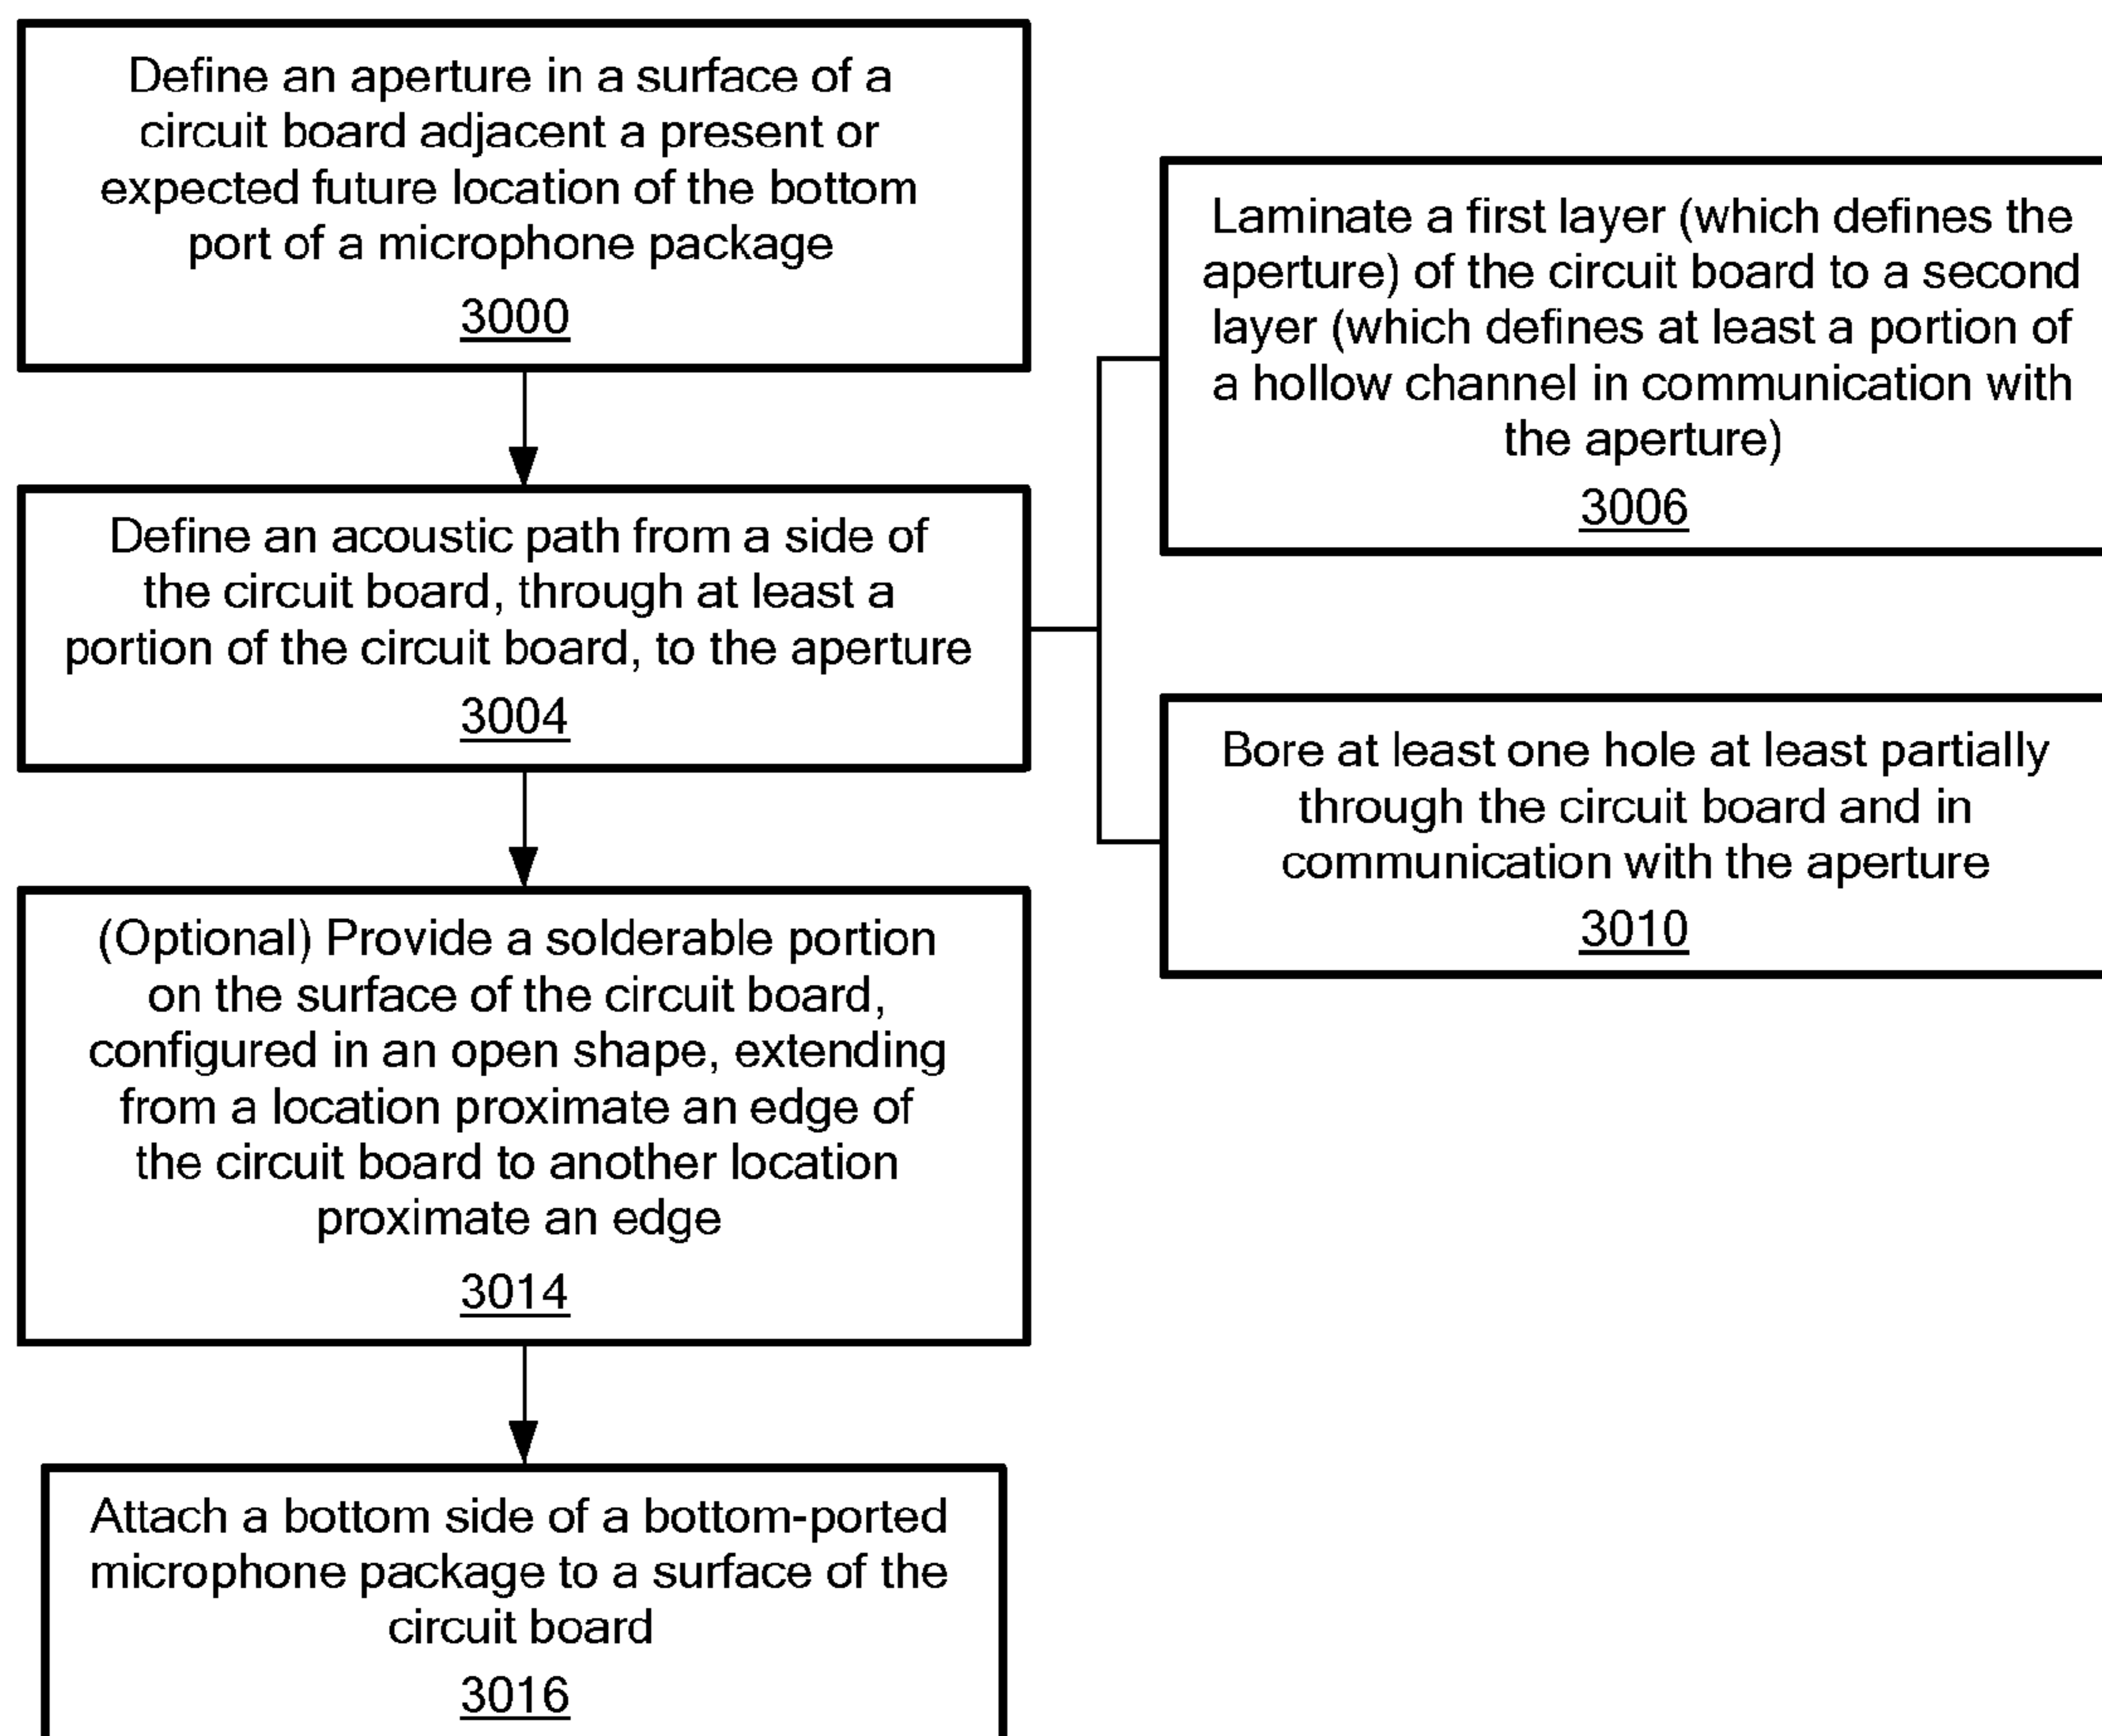 Define an aperture in a surface of a
circuit board adjacent a present or
expected future location of the bottom
port of a microphone package
3000
Define an acoustic path from a side of
the circuit board, through at least a
portion of the circuit board, to the aperture
3004
Laminate a first layer (which defines the
aperture) of the circuit board to a second
layer (which defines at least a portion of
a hollow channel in communication with
the aperture)
3006
Bore at least one hole at least partially
through the circuit board and in
communication with the aperture
3010
(Optional) Provide a solderable portion
on the surface of the circuit board,
configured in an open shape, extending
from a location proximate an edge of
the circuit board to another location
proximate an edge
3014
Attach a bottom side of a bottom-ported
microphone package to a surface of the
circuit board
3016